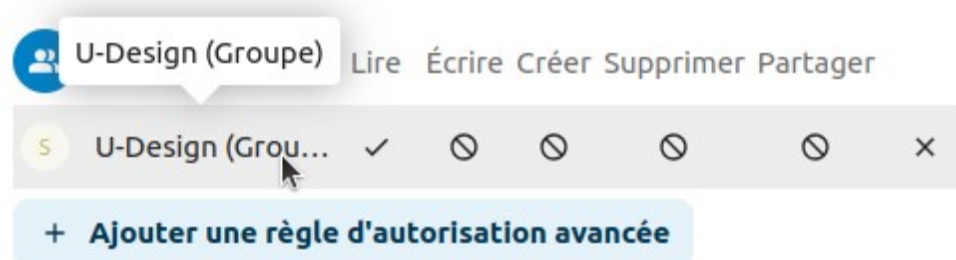 U-Design (Groupe)
Lire Écrire Créer Supprimer Partager
S U-Design (Grou...
+ Ajouter une règle d'autorisation avancée